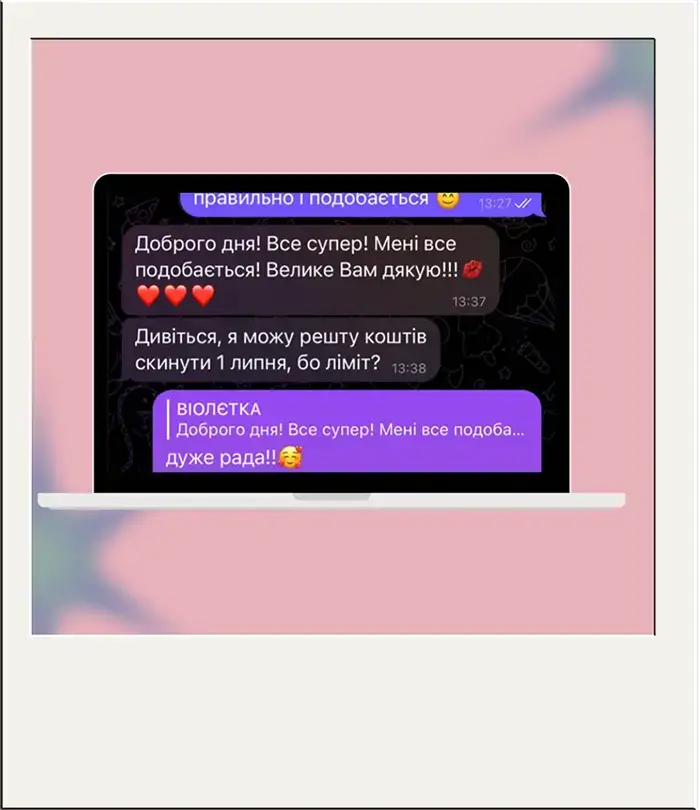 правильно і подобається 😊 13:27
Доброго дня! Все супер! Мені все
подобається! Велике Вам дякую!!!💋
❤️❤️❤️ 13:37
Дивіться, я можу решту коштів
скинути 1 липня, бо ліміт? 13:38
ВІОЛЄТКА
Доброго дня! Все супер! Мені все подоба...
дуже рада!!🥰